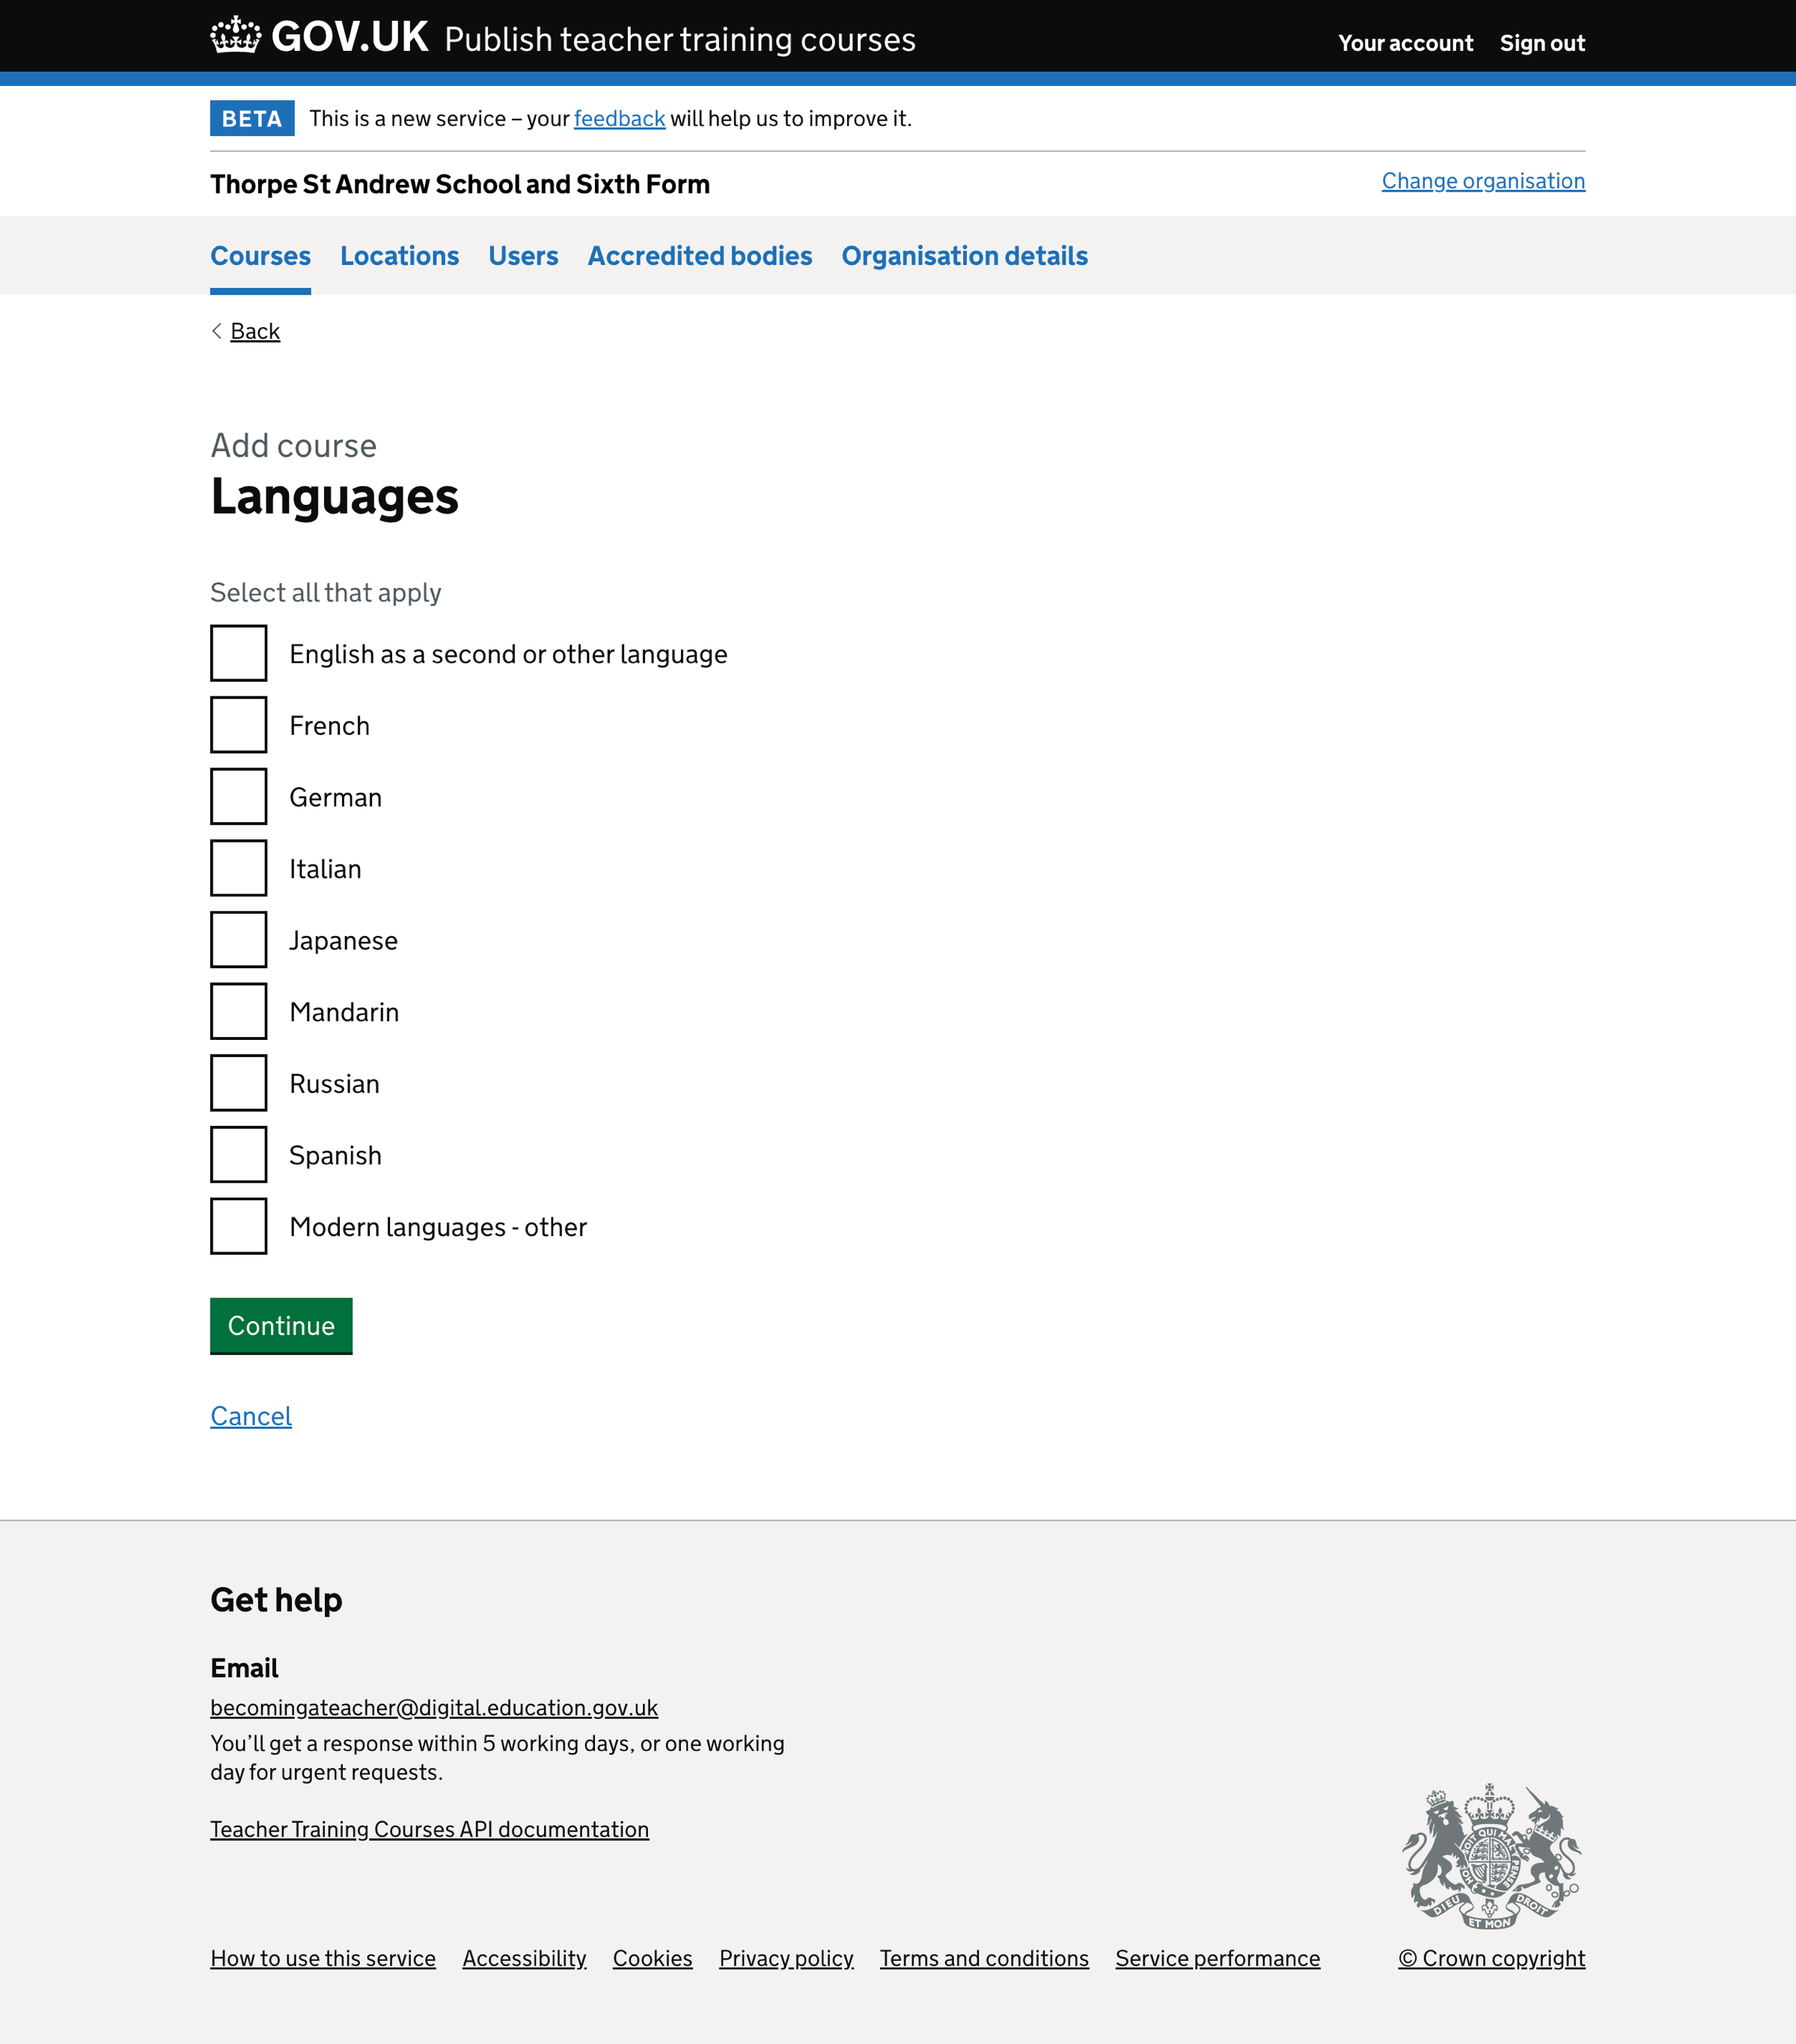 GOV.UK Publish teacher training courses
Your account Sign out
BETA This is a new service – your feedback will help us to improve it.
Thorpe St Andrew School and Sixth Form
Change organisation
Courses Locations Users Accredited bodies Organisation details
Back
Add course
Languages
Select all that apply
English as a second or other language
French
German
Italian
Japanese
Mandarin
Russian
Spanish
Modern languages - other
Continue
Cancel
Get help
Email
becomingateacher@digital.education.gov.uk
You’ll get a response within 5 working days, or one working
day for urgent requests.
Teacher Training Courses API documentation
DIEU ET MON DROIT
How to use this service Accessibility Cookies Privacy policy Terms and conditions Service performance
© Crown copyright